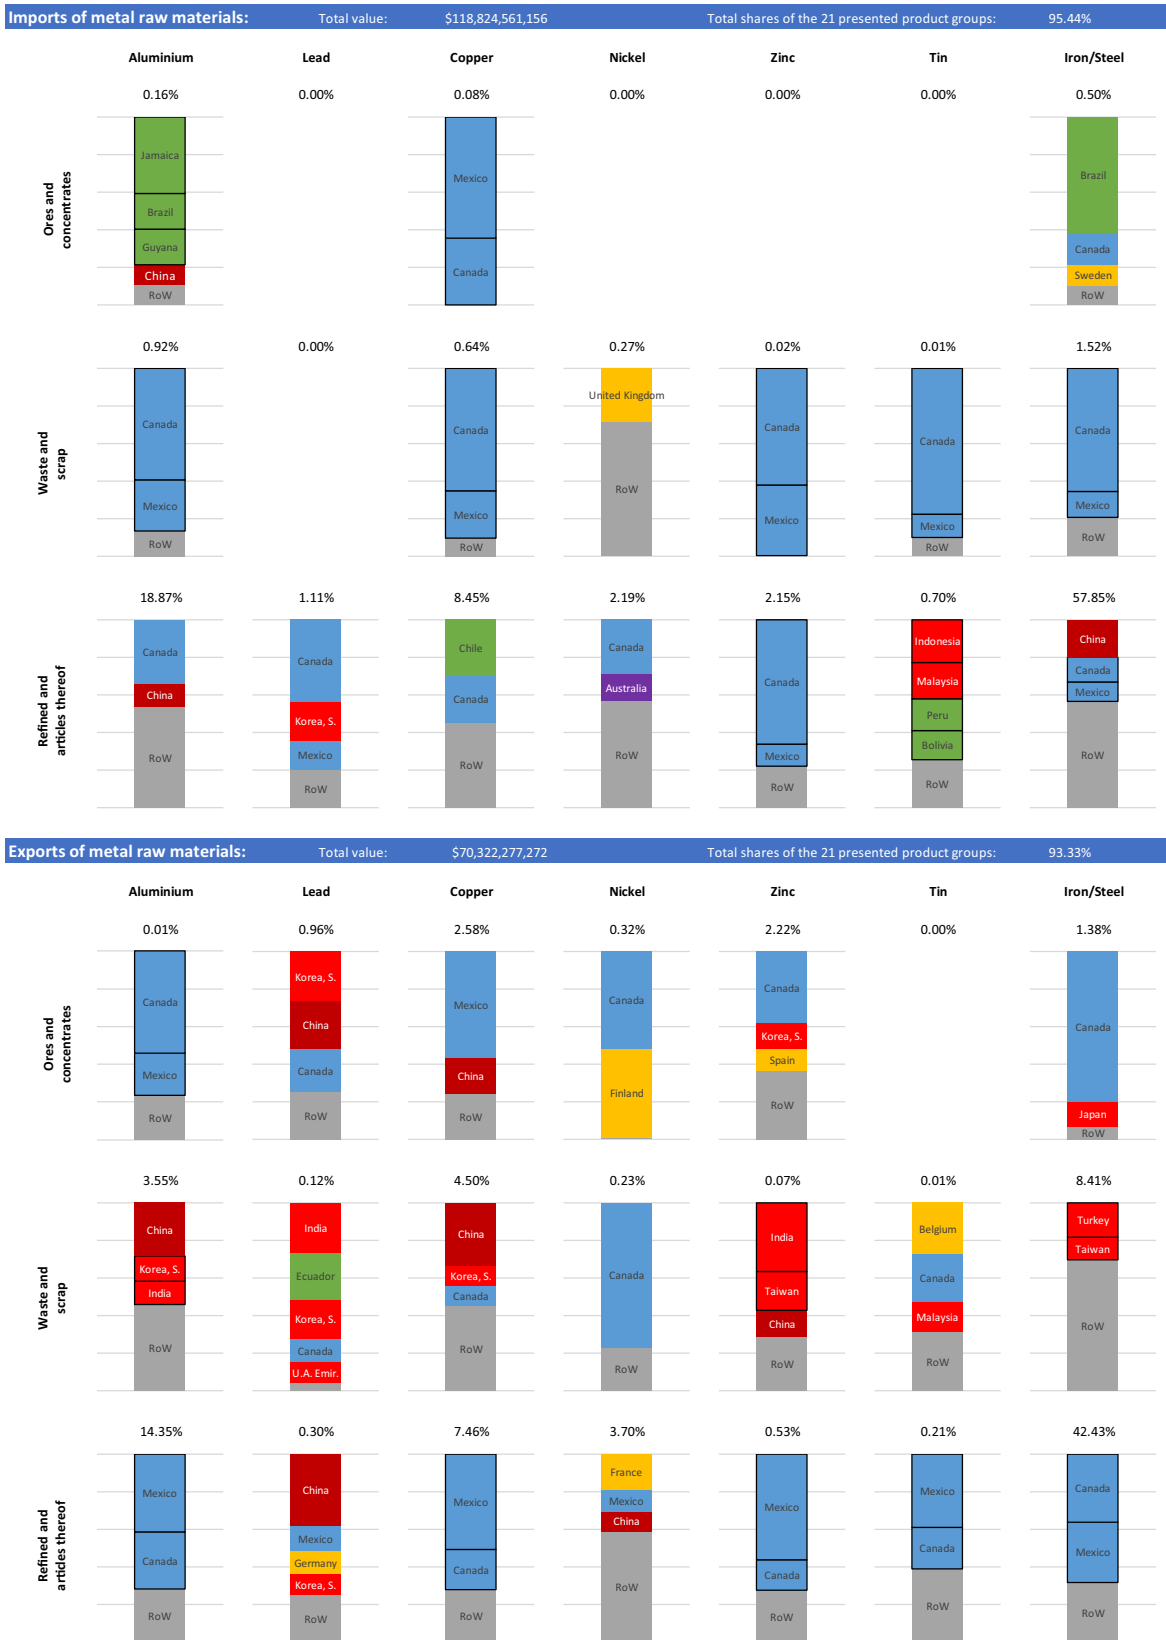 Imports of metal raw materials: Total value: $118,824,561,156 Total shares of the 21 presented product groups: 95.44%
Aluminium Lead Copper Nickel Zinc Tin Iron/Steel
0.16% 0.00% 0.08% 0.00% 0.00% 0.00% 0.50%
Ores and
concentrates
Jamaica
Brazil
Guyana
China
RoW
Mexico
Canada
Brazil
Canada
Sweden
RoW
0.92% 0.00% 0.64% 0.27% 0.02% 0.01% 1.52%
Waste and
scrap
Canada
Mexico
RoW
Canada
Mexico
RoW
United Kingdom
RoW
Canada
Mexico
Canada
Mexico
RoW
Canada
Mexico
RoW
18.87% 1.11% 8.45% 2.19% 2.15% 0.70% 57.85%
Refined and
articles thereof
Canada
China
RoW
Canada
Korea, S.
Mexico
RoW
Chile
Canada
RoW
Canada
Australia
RoW
Canada
Mexico
RoW
Indonesia
Malaysia
Peru
Bolivia
RoW
China
Canada
Mexico
RoW
Exports of metal raw materials: Total value: $70,322,277,272 Total shares of the 21 presented product groups: 93.33%
Aluminium Lead Copper Nickel Zinc Tin Iron/Steel
0.01% 0.96% 2.58% 0.32% 2.22% 0.00% 1.38%
Ores and
concentrates
Canada
Mexico
RoW
Korea, S.
China
Canada
RoW
Mexico
China
RoW
Canada
Finland
Canada
Korea, S.
Spain
RoW
Canada
Japan
RoW
3.55% 0.12% 4.50% 0.23% 0.07% 0.01% 8.41%
Waste and
scrap
China
Korea, S.
India
RoW
India
Ecuador
Korea, S.
Canada
U.A. Emir.
China
Korea, S.
Canada
RoW
Canada
RoW
India
Taiwan
China
RoW
Belgium
Canada
Malaysia
RoW
Turkey
Taiwan
RoW
14.35% 0.30% 7.46% 3.70% 0.53% 0.21% 42.43%
Refined and
articles thereof
Mexico
Canada
RoW
China
Mexico
Germany
Korea, S.
RoW
Mexico
Canada
RoW
France
Mexico
China
RoW
Mexico
Canada
RoW
Mexico
Canada
RoW
Canada
Mexico
RoW